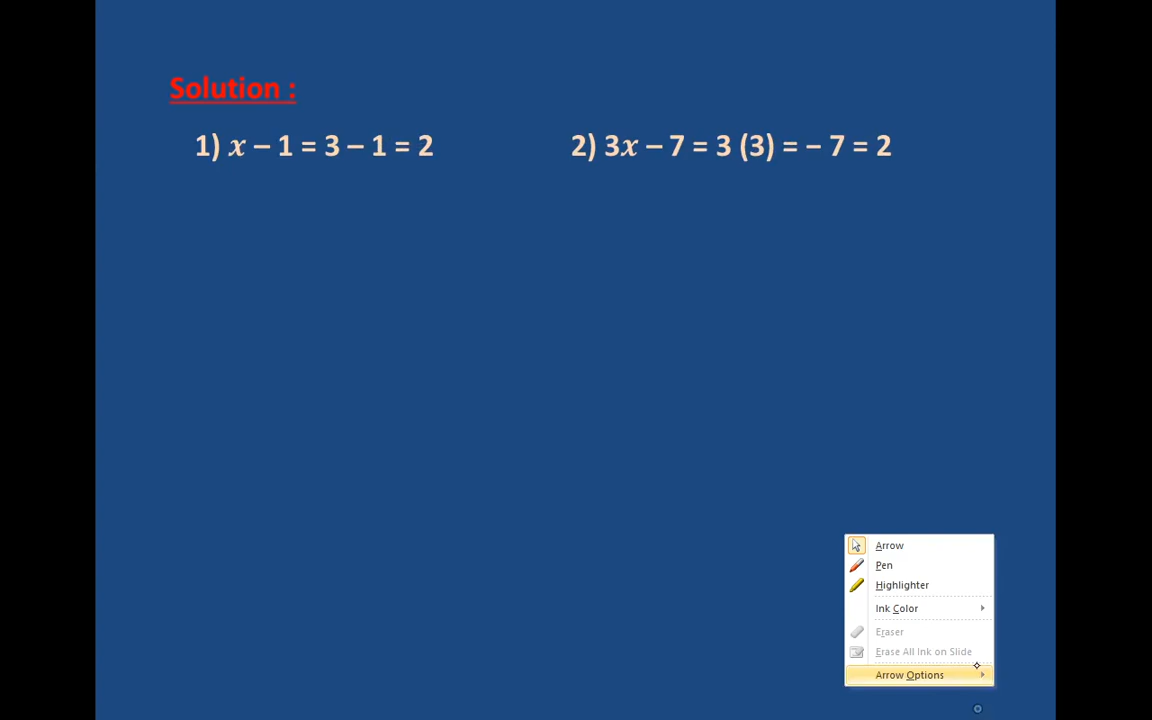 Solution :
1) x – 1 = 3 – 1 = 2
2) 3x – 7 = 3 (3) = – 7 = 2
Arrow
Pen
Highlighter
Ink Color
Eraser
Erase All Ink on Slide
Arrow Options